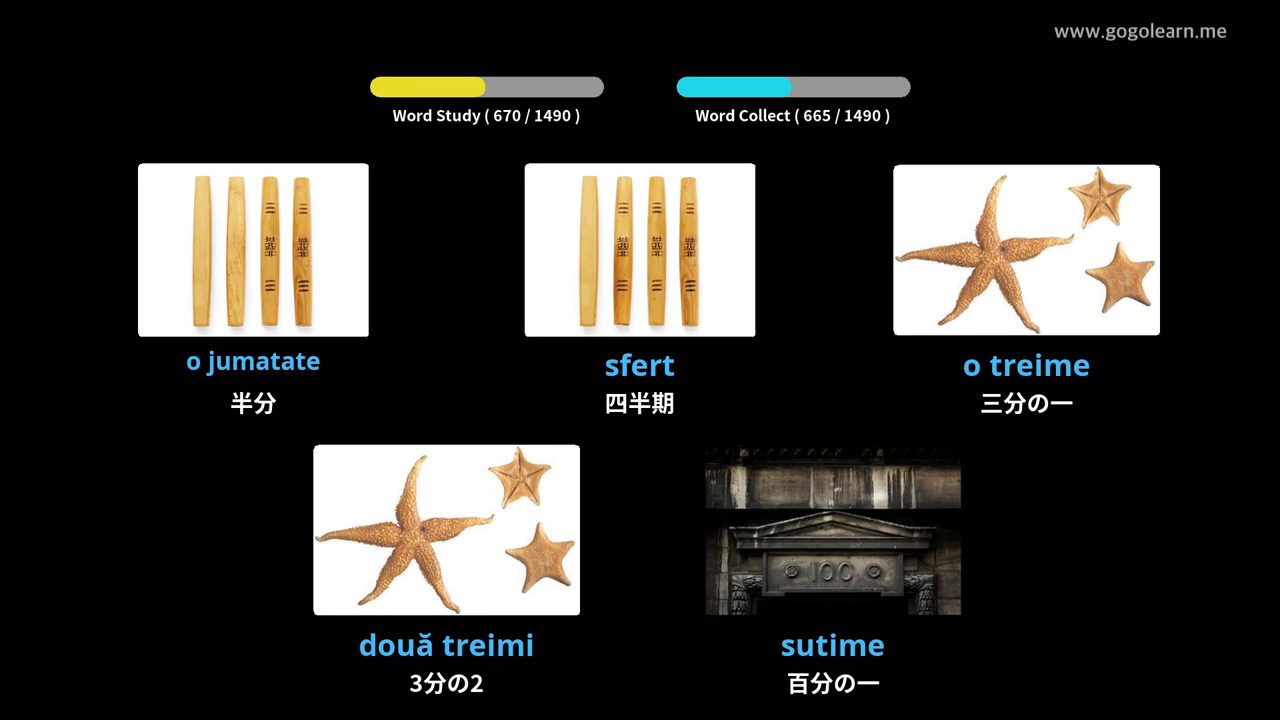 www.gogolearn.me
Word Study ( 670 / 1490 )
Word Collect ( 665 / 1490 )
o jumatate
半分
sfert
四半期
o treime
三分の一
două treimi
3分の2
100
sutime
百分の一